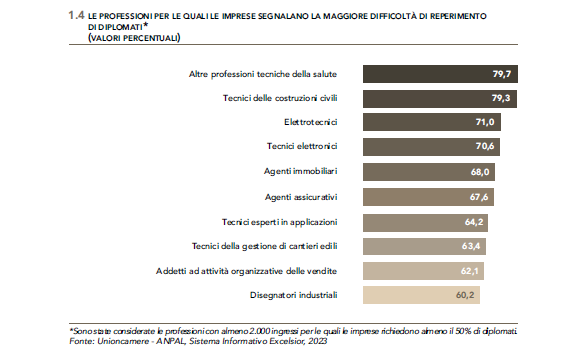 1.4 LE PROFESSIONI PER LE QUALI LE IMPRESE SEGNALANO LA MAGGIORE DIFFICOLTÀ DI REPERIMENTO
DI DIPLOMATI*
(VALORI PERCENTUALI)
Altre professioni tecniche della salute 79,7
Tecnici delle costruzioni civili 79,3
Elettrotecnici 71,0
Tecnici elettronici 70,6
Agenti immobiliari 68,0
Agenti assicurativi 67,6
Tecnici esperti in applicazioni 64,2
Tecnici della gestione di cantieri edili 63,4
Addetti ad attività organizzative delle vendite 62,1
Disegnatori industriali 60,2
*Sono state considerate le professioni con almeno 2.000 ingressi per le quali le imprese richiedono almeno il 50% di diplomati.
Fonte: Unioncamere - ANPAL, Sistema Informativo Excelsior, 2023